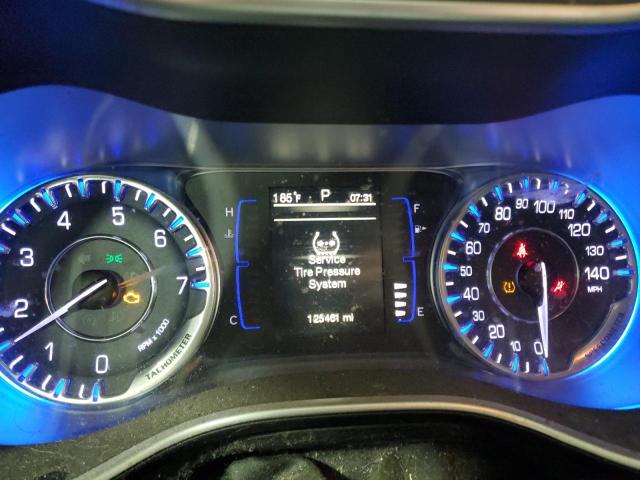 185°F P 07:31
H F
Service
Tire Pressure
System
125461 mi
C E
0 1 2 3 4 5 6 7
RPM x 1000
TACHOMETER
0 10 20 30 40 50 60 70 80 90 100 110 120 130 140
MPH
SPEEDOMETER